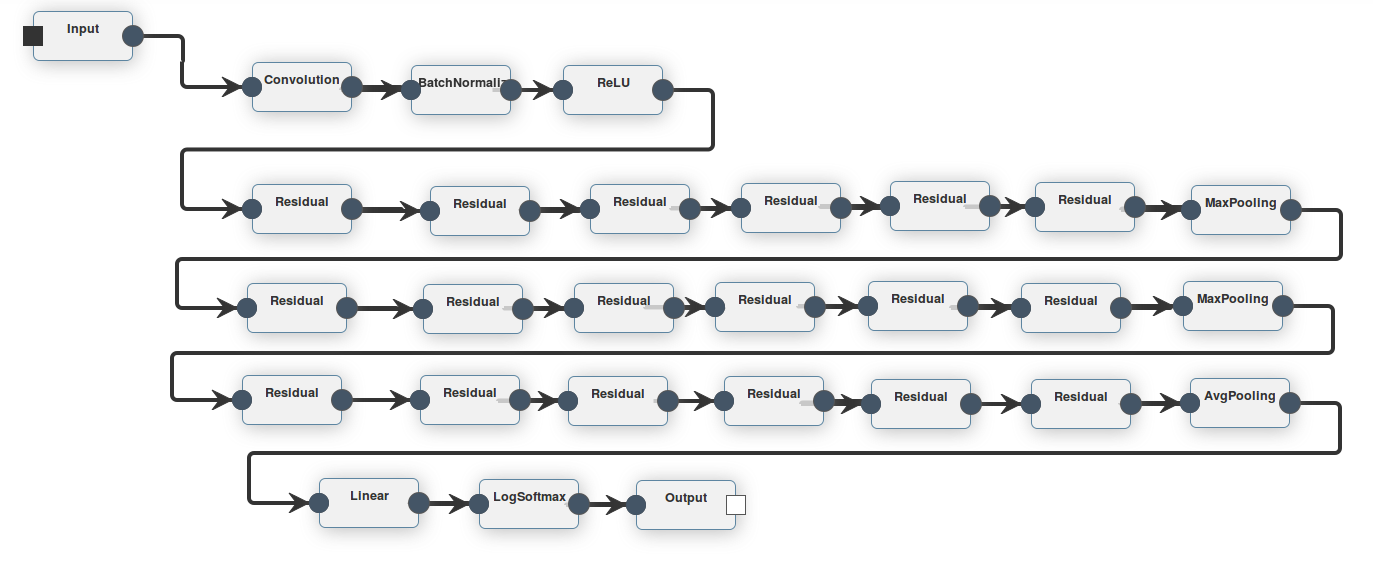 Input
Convolution
BatchNormaliz
ReLU
Residual
Residual
Residual
Residual
Residual
Residual
MaxPooling
Residual
Residual
Residual
Residual
Residual
Residual
MaxPooling
Residual
Residual
Residual
Residual
Residual
Residual
AvgPooling
Linear
LogSoftmax
Output